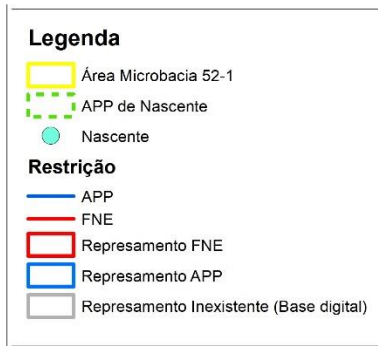 Legenda
Área Microbacia 52-1
APP de Nascente
Nascente
Restrição
APP
FNE
Represamento FNE
Represamento APP
Represamento Inexistente (Base digital)